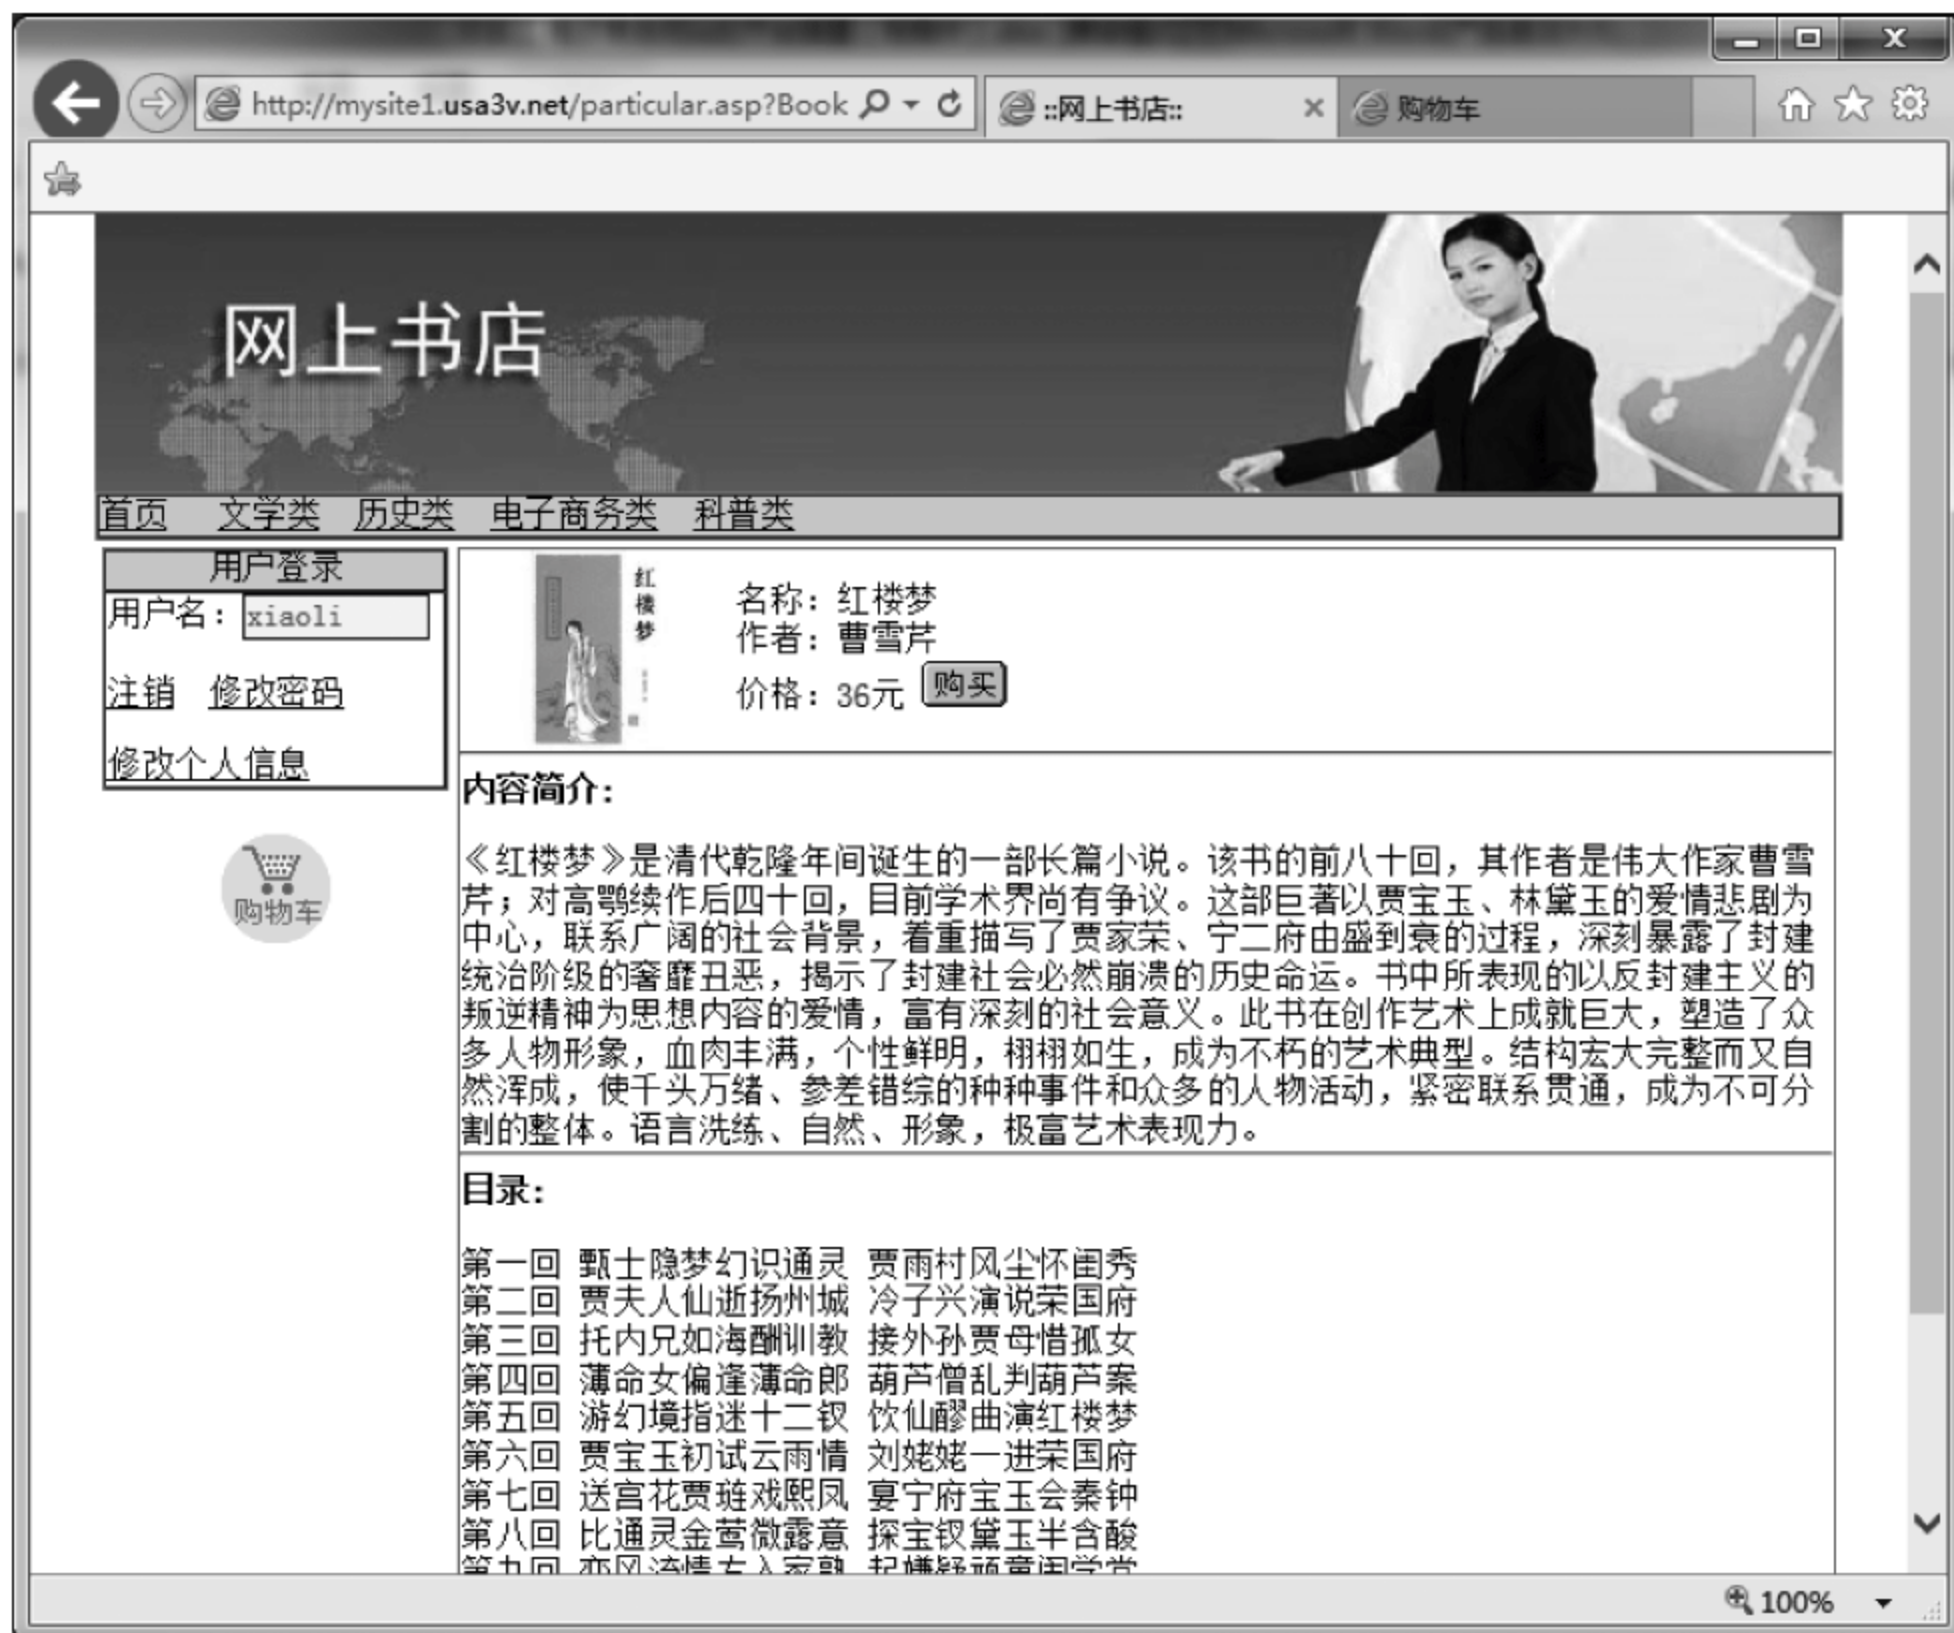 http://mysite1.usa3v.net/particular.asp?Book
::网上书店::
购物车
网上书店
首页 文学类 历史类 电子商务类 科普类
用户登录
用户名：xiaoli
注销 修改密码
修改个人信息
购物车
红楼梦
名称：红楼梦
作者：曹雪芹
价格：36元 购买
内容简介：
《红楼梦》是清代乾隆年间诞生的一部长篇小说。该书的前八十回，其作者是伟大作家曹雪
芹；对高鹗续作后四十回，目前学术界尚有争议。这部巨著以贾宝玉、林黛玉的爱情悲剧为
中心，联系广阔的社会背景，着重描写了贾家荣、宁二府由盛到衰的过程，深刻暴露了封建
统治阶级的奢靡丑恶，揭示了封建社会必然崩溃的历史命运。书中所表现的以反封建主义的
叛逆精神为思想内容的爱情，富有深刻的社会意义。此书在创作艺术上成就巨大，塑造了众
多人物形象，血肉丰满，个性鲜明，栩栩如生，成为不朽的艺术典型。结构宏大完整而又自
然浑成，使千头万绪、参差错综的种种事件和众多的人物活动，紧密联系贯通，成为不可分
割的整体。语言洗练、自然、形象，极富艺术表现力。
目录：
第一回 甄士隐梦幻识通灵 贾雨村风尘怀闺秀
第二回 贾夫人仙逝扬州城 冷子兴演说荣国府
第三回 托内兄如海酬训教 接外孙贾母惜孤女
第四回 薄命女偏逢薄命郎 葫芦僧乱判葫芦案
第五回 游幻境指迷十二钗 饮仙醪曲演红楼梦
第六回 贾宝玉初试云雨情 刘姥姥一进荣国府
第七回 送宫花贾琏戏熙凤 宴宁府宝玉会秦钟
第八回 比通灵金莺微露意 探宝钗黛玉半含酸
第九回 恋风流情友入家塾 起嫌疑顽童闹学堂
100%